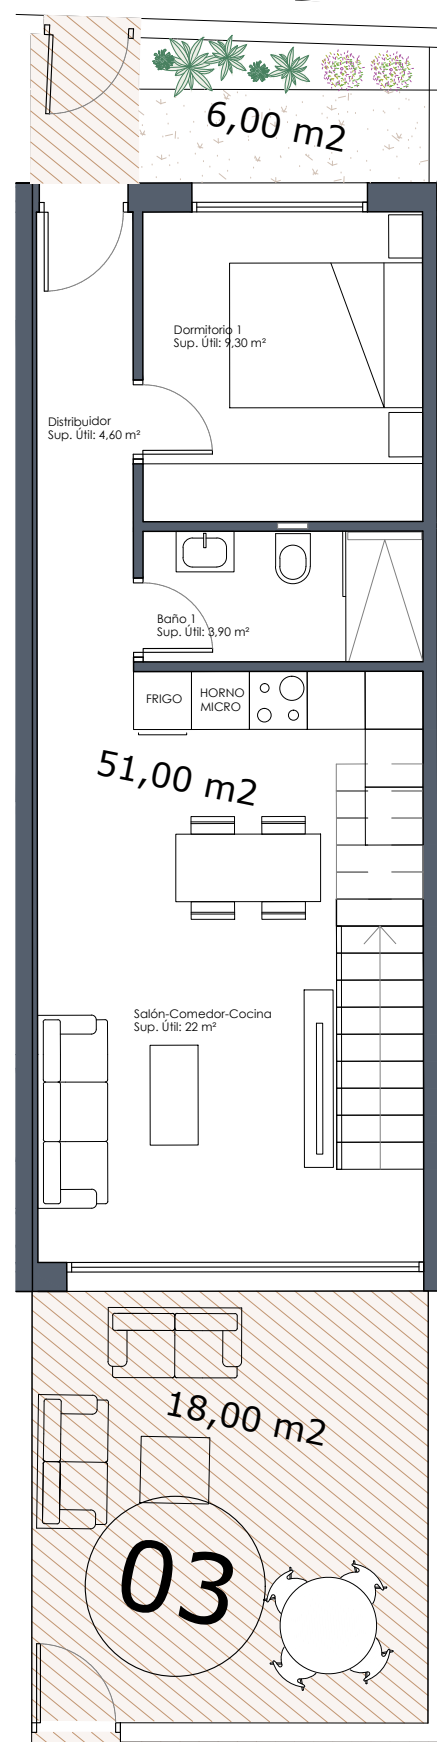 6,00 m2
Dormitorio 1
Sup. Útil: 9,30 m²
Distribuidor
Sup. Útil: 4,60 m²
Baño 1
Sup. Útil: 3,90 m²
FRIGO
HORNO
MICRO
51,00 m2
Salón-Comedor-Cocina
Sup. Útil: 22 m²
18,00 m2
03